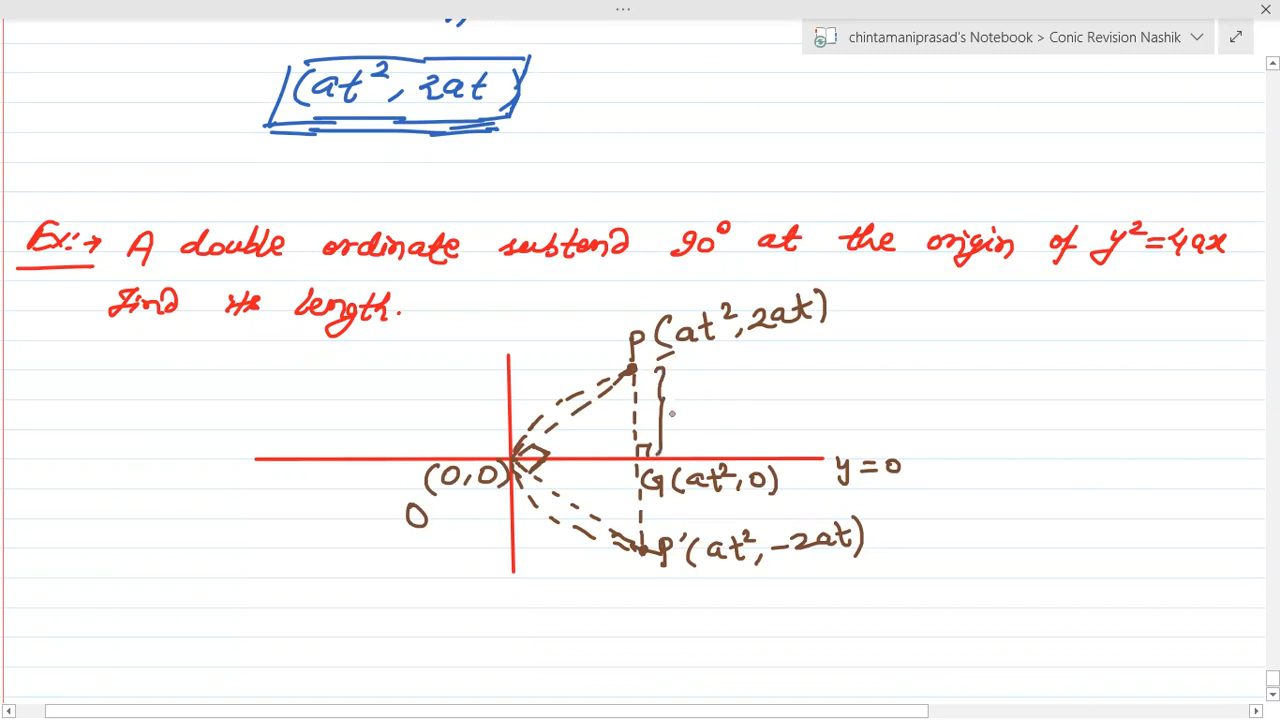 chintamaniprasad's Notebook > Conic Revision Nashik
(at², 2at)
Ex:→ A double ordinate subtend 90° at the origin of y²=4ax
find its length.
P(at², 2at)
(0,0)
G(at², 0)
y=0
O
P'(at², -2at)